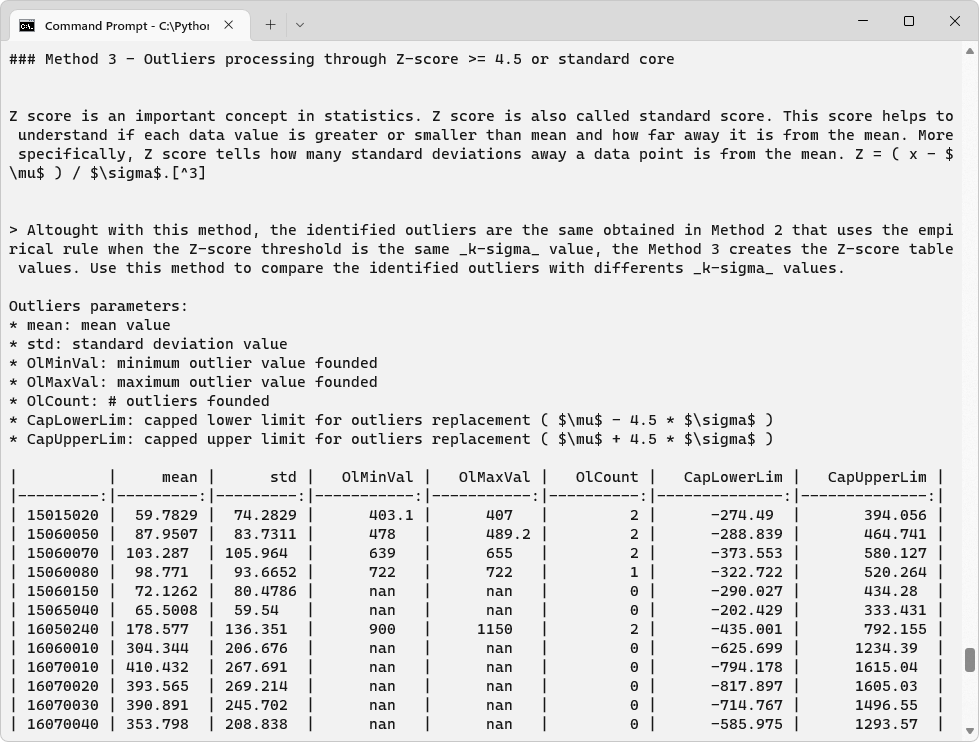 Command Prompt - C:\Pythor
### Method 3 - Outliers processing through Z-score >= 4.5 or standard core
Z score is an important concept in statistics. Z score is also called standard score. This score helps to
understand if each data value is greater or smaller than mean and how far away it is from the mean. More
specifically, Z score tells how many standard deviations away a data point is from the mean. Z = ( x - $
\mu$ ) / $\sigma$.[^3]
> Altought with this method, the identified outliers are the same obtained in Method 2 that uses the empi
rical rule when the Z-score threshold is the same _k-sigma_ value, the Method 3 creates the Z-score table
values. Use this method to compare the identified outliers with differents _k-sigma_ values.
Outliers parameters:
* mean: mean value
* std: standard deviation value
* OlMinVal: minimum outlier value founded
* OlMaxVal: maximum outlier value founded
* OlCount: # outliers founded
* CapLowerLim: capped lower limit for outliers replacement ( $\mu$ - 4.5 * $\sigma$ )
* CapUpperLim: capped upper limit for outliers replacement ( $\mu$ + 4.5 * $\sigma$ )
|          |     mean |      std |   OlMinVal |   OlMaxVal |   OlCount |   CapLowerLim |   CapUpperLim |
|---------:|---------:|---------:|-----------:|-----------:|----------:|--------------:|--------------:|
| 15015020 |  59.7829 |  74.2829 |      403.1 |      407   |         2 |      -274.49  |       394.056 |
| 15060050 |  87.9507 |  83.7311 |      478   |      489.2 |         2 |      -288.839 |       464.741 |
| 15060070 | 103.287  | 105.964  |      639   |      655   |         2 |      -373.553 |       580.127 |
| 15060080 |  98.771  |  93.6652 |      722   |      722   |         1 |      -322.722 |       520.264 |
| 15060150 |  72.1262 |  80.4786 |      nan   |      nan   |         0 |      -290.027 |       434.28  |
| 15065040 |  65.5008 |  59.54   |      nan   |      nan   |         0 |      -202.429 |       333.431 |
| 16050240 | 178.577  | 136.351  |      900   |     1150   |         2 |      -435.001 |       792.155 |
| 16060010 | 304.344  | 206.676  |      nan   |      nan   |         0 |      -625.699 |      1234.39  |
| 16070010 | 410.432  | 267.691  |      nan   |      nan   |         0 |      -794.178 |      1615.04  |
| 16070020 | 393.565  | 269.214  |      nan   |      nan   |         0 |      -817.897 |      1605.03  |
| 16070030 | 390.891  | 245.702  |      nan   |      nan   |         0 |      -714.767 |      1496.55  |
| 16070040 | 353.798  | 208.838  |      nan   |      nan   |         0 |      -585.975 |      1293.57  |